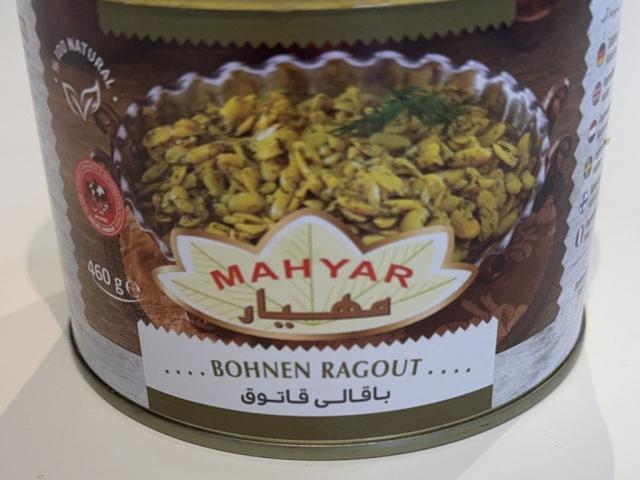 % 100 NATURAL
460 g
MAHYAR
مهیار
....BOHNEN RAGOUT....
باقالی قاتوق